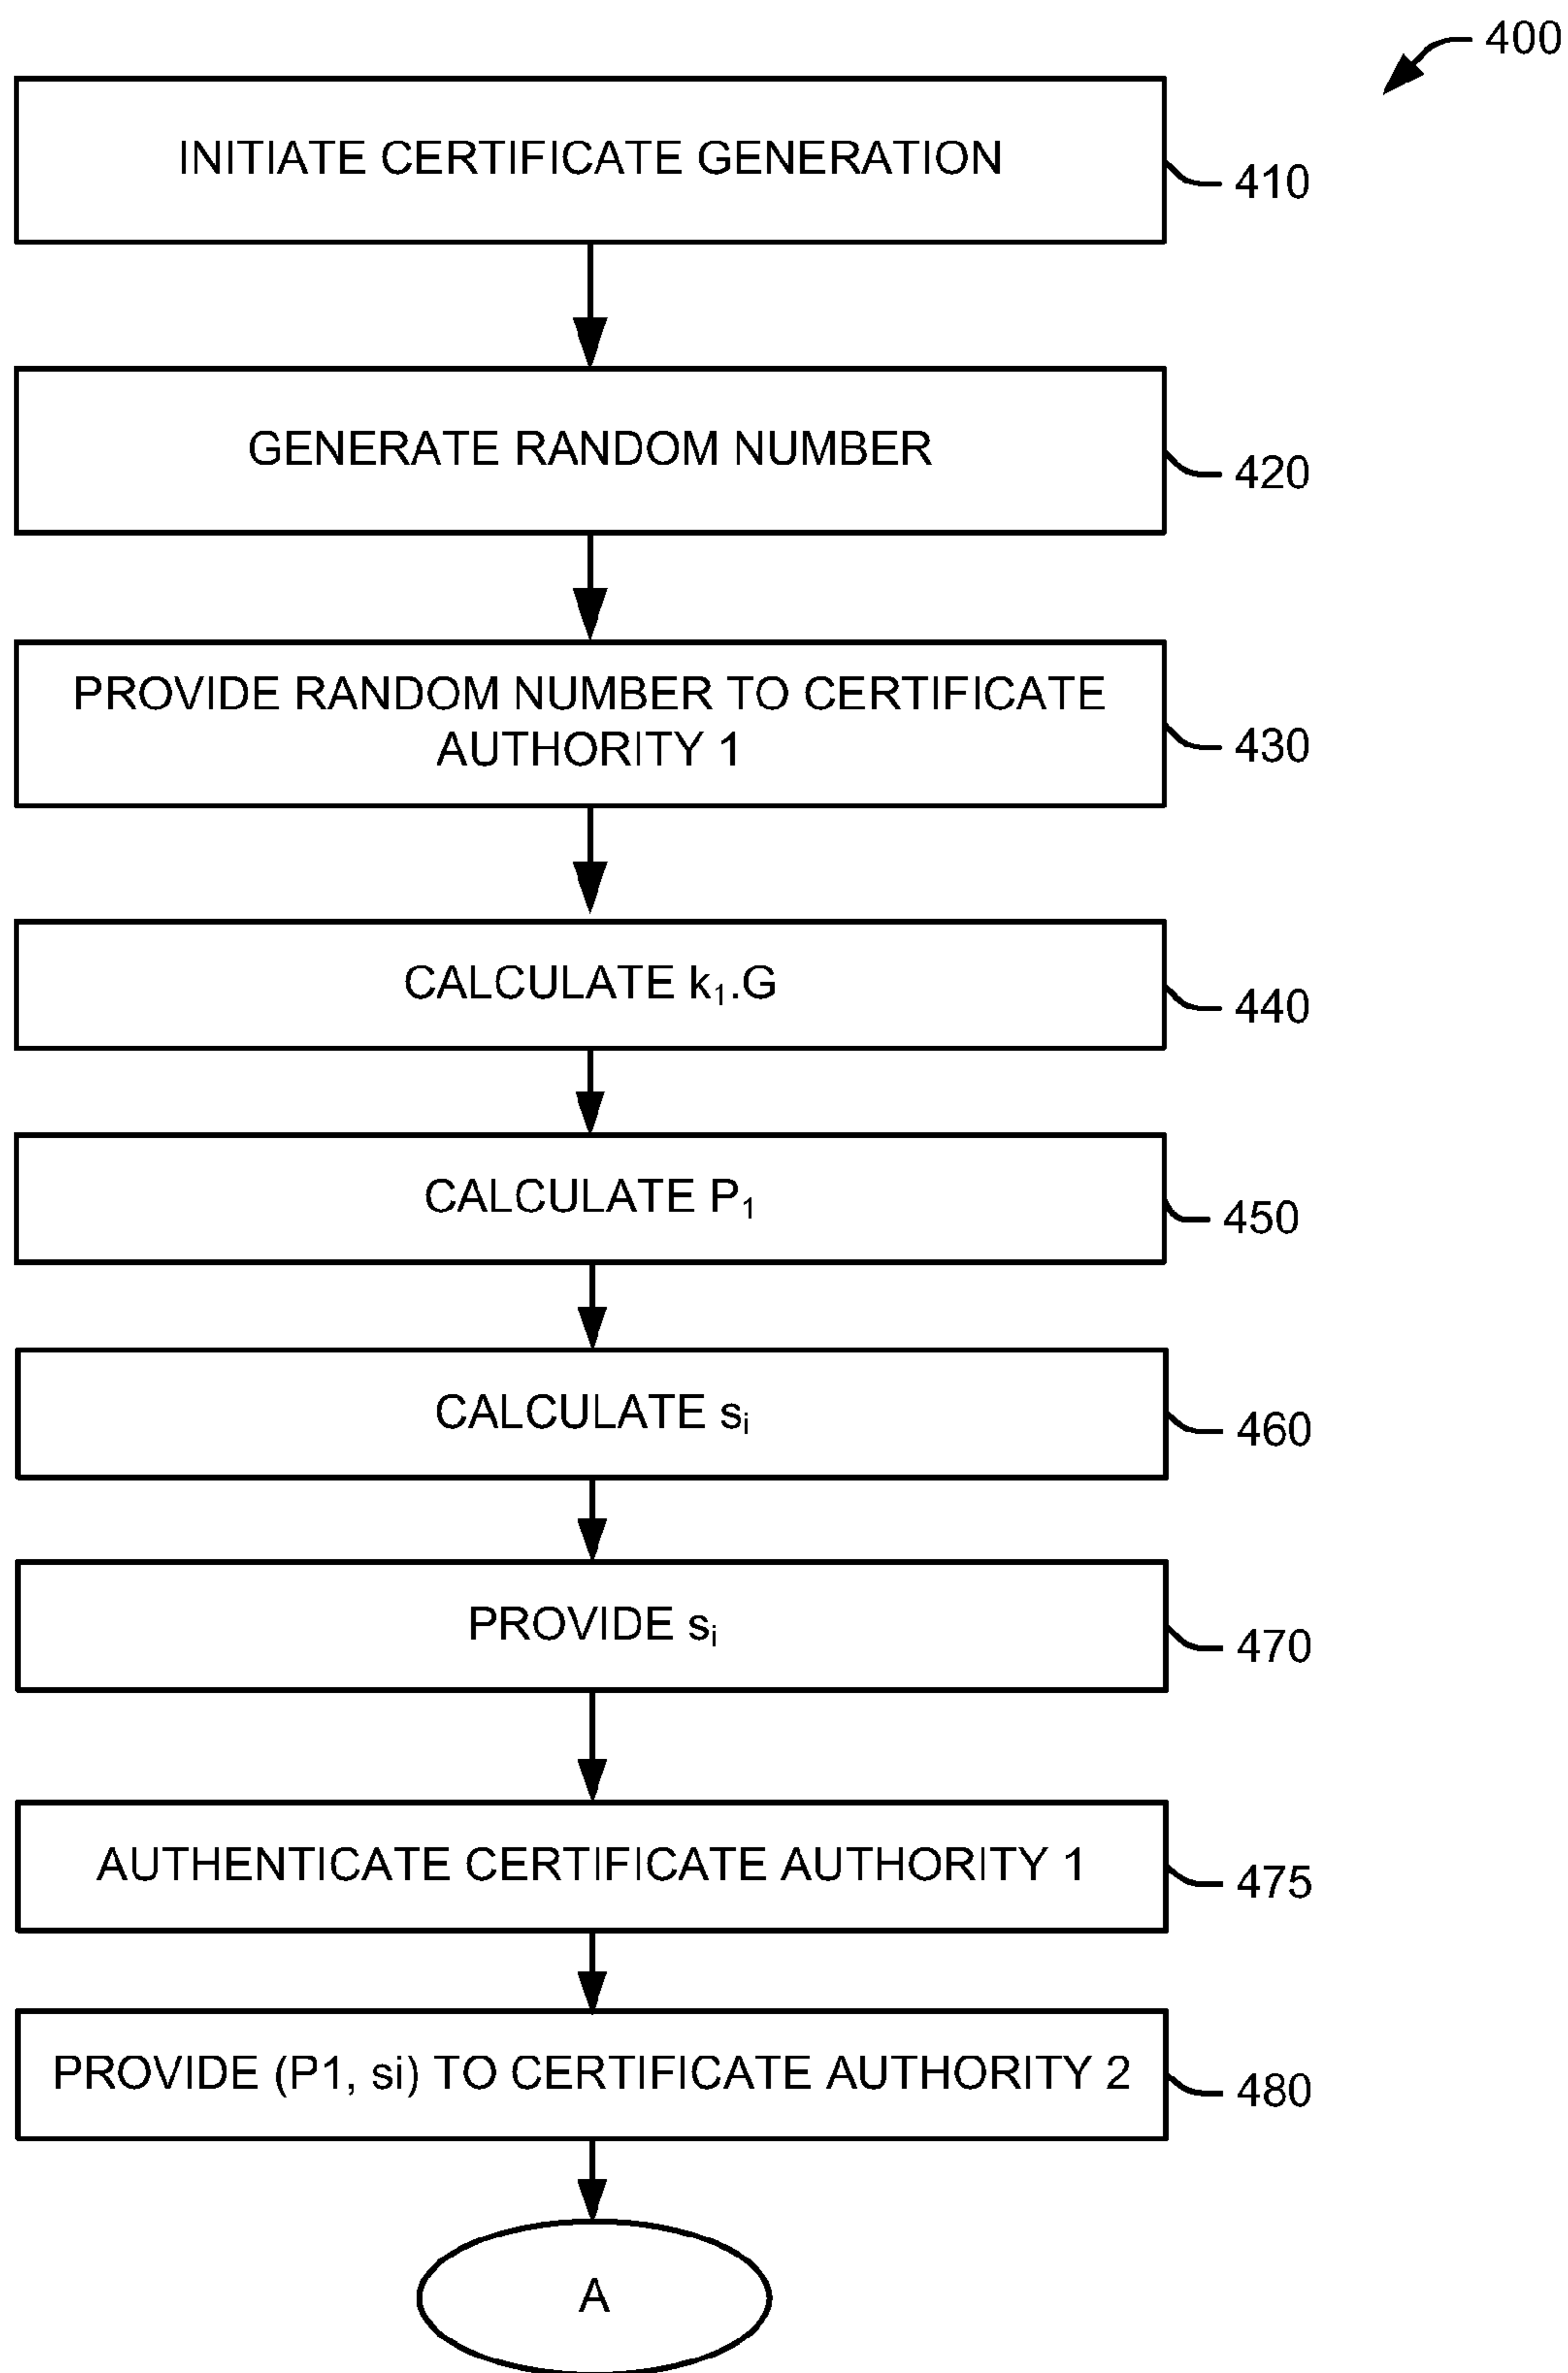 400
INITIATE CERTIFICATE GENERATION
410
GENERATE RANDOM NUMBER
420
PROVIDE RANDOM NUMBER TO CERTIFICATE
AUTHORITY 1
430
CALCULATE k₁.G
440
CALCULATE P₁
450
CALCULATE sᵢ
460
PROVIDE sᵢ
470
AUTHENTICATE CERTIFICATE AUTHORITY 1
475
PROVIDE (P1, si) TO CERTIFICATE AUTHORITY 2
480
A